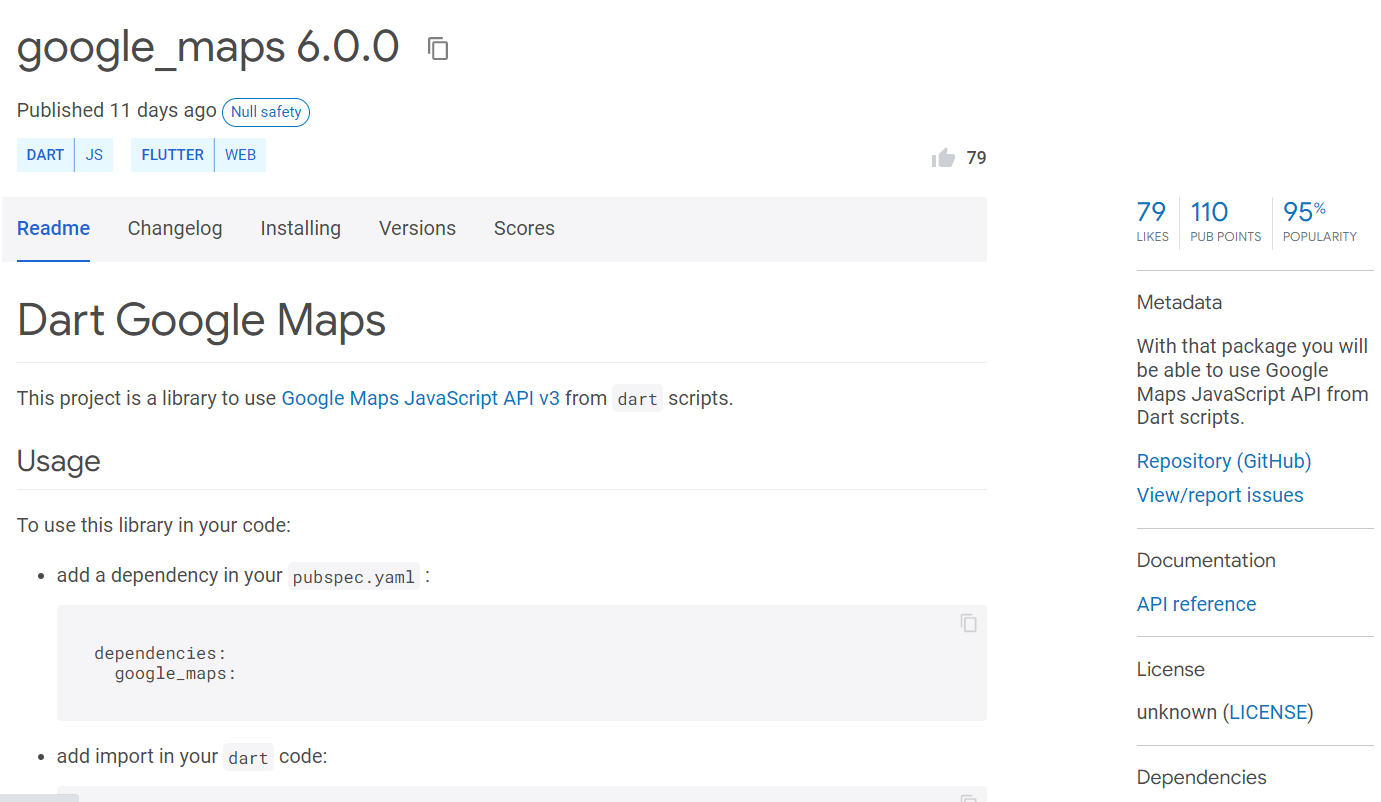 google_maps 6.0.0
Published 11 days ago Null safety
DART JS FLUTTER WEB
79
Readme Changelog Installing Versions Scores
Dart Google Maps
This project is a library to use Google Maps JavaScript API v3 from dart scripts.
Usage
To use this library in your code:
• add a dependency in your pubspec.yaml :
dependencies:
  google_maps:
• add import in your dart code:
79 110 95%
LIKES PUB POINTS POPULARITY
Metadata
With that package you will
be able to use Google
Maps JavaScript API from
Dart scripts.
Repository (GitHub)
View/report issues
Documentation
API reference
License
unknown (LICENSE)
Dependencies